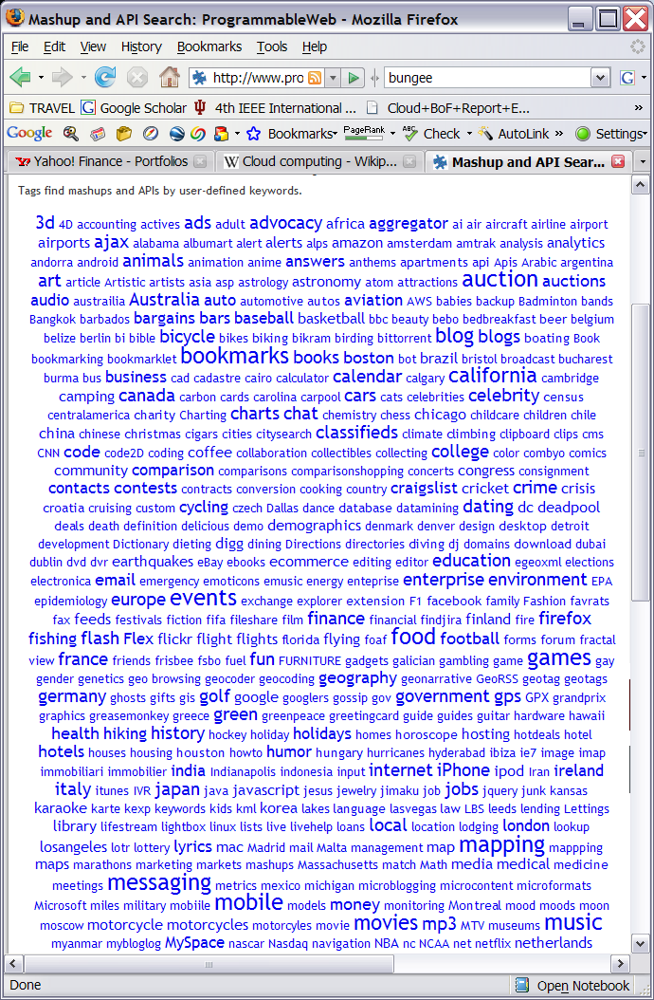 Mashup and API Search: ProgrammableWeb - Mozilla Firefox
File Edit View History Bookmarks Tools Help
http://www.pro bungee
TRAVEL Google Scholar 4th IEEE International ... Cloud+BoF+Report+E... »
Google Bookmarks PageRank ABC Check AutoLink » Settings
Yahoo! Finance - Portfolios Cloud computing - Wikip... Mashup and API Sear...
Tags find mashups and APIs by user-defined keywords.
3d 4D accounting actives ads adult advocacy africa aggregator ai air aircraft airline airport
airports ajax alabama albumart alert alerts alps amazon amsterdam amtrak analysis analytics
andorra android animals animation anime answers anthems apartments api Apis Arabic argentina
art article Artistic artists asia asp astrology astronomy atom attractions auction auctions
audio austrailia Australia auto automotive autos aviation AWS babies backup Badminton bands
Bangkok barbados bargains bars baseball basketball bbc beauty bebo bedbreakfast beer belgium
belize berlin bi bible bicycle bikes biking bikram birding bittorrent blog blogs boating Book
bookmarking bookmarklet bookmarks books boston bot brazil bristol broadcast bucharest
burma bus business cad cadastre cairo calculator calendar calgary california cambridge
camping canada carbon cards carolina carpool cars cats celebrities celebrity census
centralamerica charity Charting charts chat chemistry chess chicago childcare children chile
china chinese christmas cigars cities citysearch classifieds climate climbing clipboard clips cms
CNN code code2D coding coffee collaboration collectibles collecting college color combyo comics
community comparison comparisons comparisonshopping concerts congress consignment
contacts contests contracts conversion cooking country craigslist cricket crime crisis
croatia cruising custom cycling czech Dallas dance database datamining dating dc deadpool
deals death definition delicious demo demographics denmark denver design desktop detroit
development Dictionary dieting digg dining Directions directories diving dj domains download dubai
dublin dvd dvr earthquakes eBay ebooks ecommerce editing editor education egeoxml elections
electronica email emergency emoticons emusic energy enteprise enterprise environment EPA
epidemiology europe events exchange explorer extension F1 facebook family Fashion favrats
fax feeds festivals fiction fifa fileshare film finance financial findjira finland fire firefox
fishing flash Flex flickr flight flights florida flying foaf food football forms forum fractal
view france friends frisbee fsbo fuel fun FURNITURE gadgets galician gambling game games gay
gender genetics geo browsing geocoder geocoding geography geonarrative GeoRSS geotag geotags
germany ghosts gifts gis golf google googlers gossip gov government gps GPX grandprix
graphics greasemonkey greece green greenpeace greetingcard guide guides guitar hardware hawaii
health hiking history hockey holiday holidays homes horoscope hosting hotdeals hotel
hotels houses housing houston howto humor hungary hurricanes hyderabad ibiza ie7 image imap
immobiliari immobilier india Indianapolis indonesia input internet iPhone ipod Iran ireland
italy itunes IVR japan java javascript jesus jewelry jimaku job jobs jquery junk kansas
karaoke karte kexp keywords kids kml korea lakes language lasvegas law LBS leeds lending Lettings
library lifestream lightbox linux lists live livehelp loans local location lodging london lookup
losangeles lotr lottery lyrics mac Madrid mail Malta management map mapping mappping
maps marathons marketing markets mashups Massachusetts match Math media medical medicine
meetings messaging metrics mexico michigan microblogging microcontent microformats
Microsoft miles military mobiile mobile models money monitoring Montreal mood moods moon
moscow motorcycle motorcycles motorcyles movie movies mp3 MTV museums music
myanmar mybloglog MySpace nascar Nasdaq navigation NBA nc NCAA net netflix netherlands
Done Open Notebook